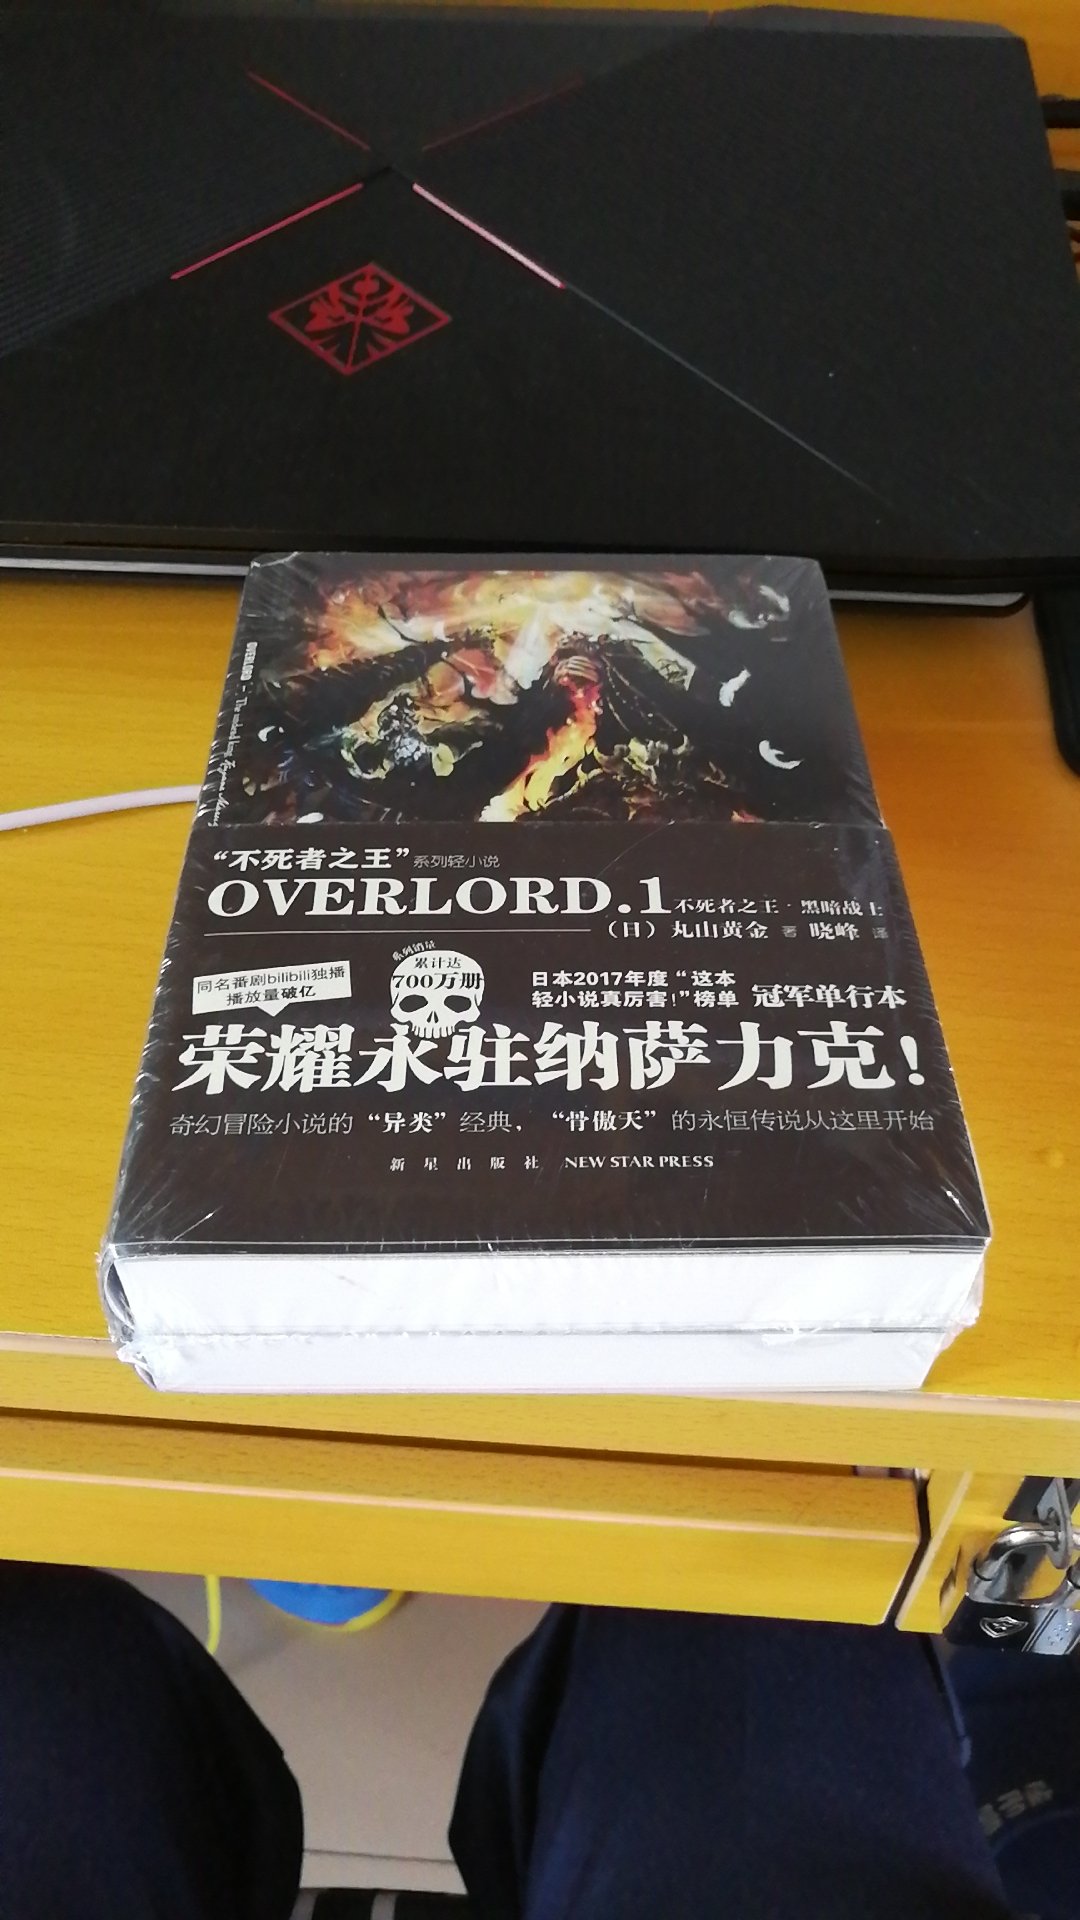 OVERLORD - The undead king
“不死者之王”系列轻小说
OVERLORD.1 不死者之王·黑暗战士
（日）丸山黄金 著 晓峰 译
同名番剧bilibili独播
播放量破亿
系列销量
累计达
700万册
日本2017年度“这本
轻小说真厉害！”榜单 冠军单行本
荣耀永驻纳萨力克！
奇幻冒险小说的“异类”经典，“骨傲天”的永恒传说从这里开始
新星出版社 NEW STAR PRESS